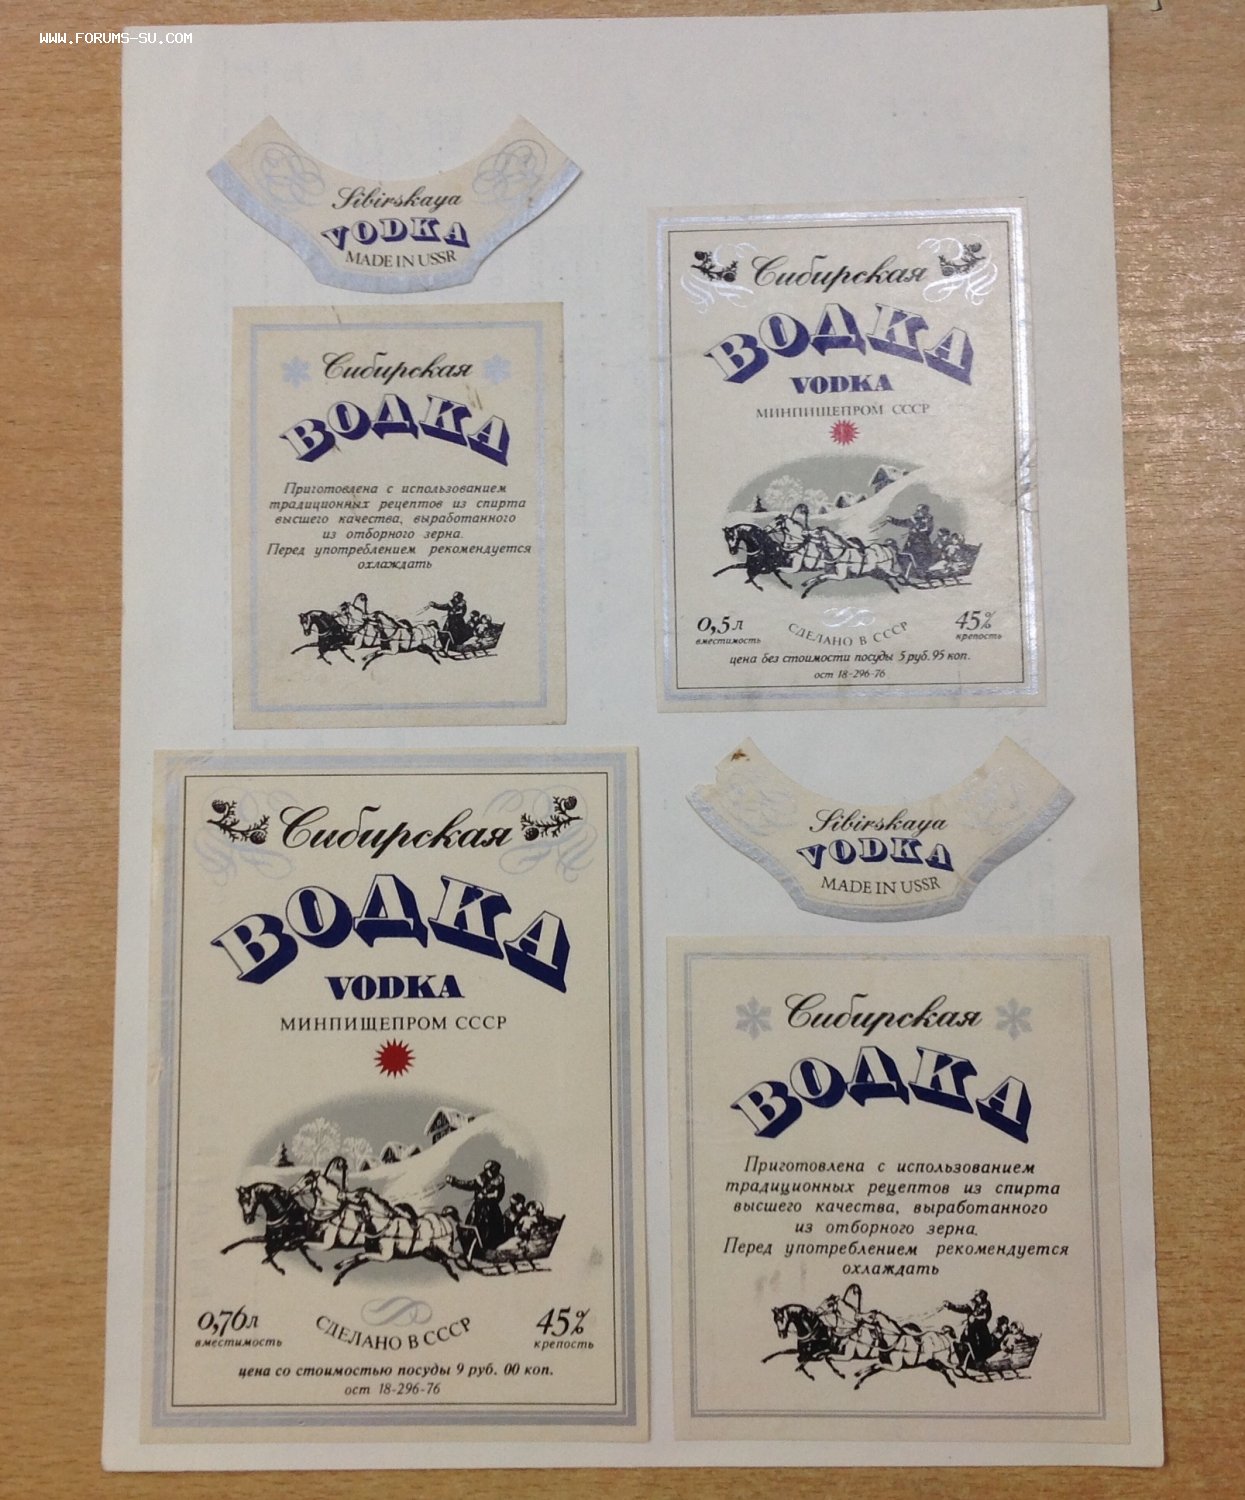 WWW.FORUMS-SU.COM
Sibirskaya
VODKA
MADE IN USSR
Сибирская
ВОДКА
Приготовлена с использованием
традиционных рецептов из спирта
высшего качества, выработанного
из отборного зерна.
Перед употреблением рекомендуется
охлаждать
Сибирская
ВОДКА
VODKA
МИНПИЩЕПРОМ СССР
0,5л
вместимость
СДЕЛАНО В СССР
45%
крепость
цена без стоимости посуды 5 руб. 95 коп.
ост 18-296-76
Сибирская
ВОДКА
VODKA
МИНПИЩЕПРОМ СССР
0,76л
вместимость
СДЕЛАНО В СССР
45%
крепость
цена со стоимостью посуды 9 руб. 00 коп.
ост 18-296-76
Sibirskaya
VODKA
MADE IN USSR
Сибирская
ВОДКА
Приготовлена с использованием
традиционных рецептов из спирта
высшего качества, выработанного
из отборного зерна.
Перед употреблением рекомендуется
охлаждать